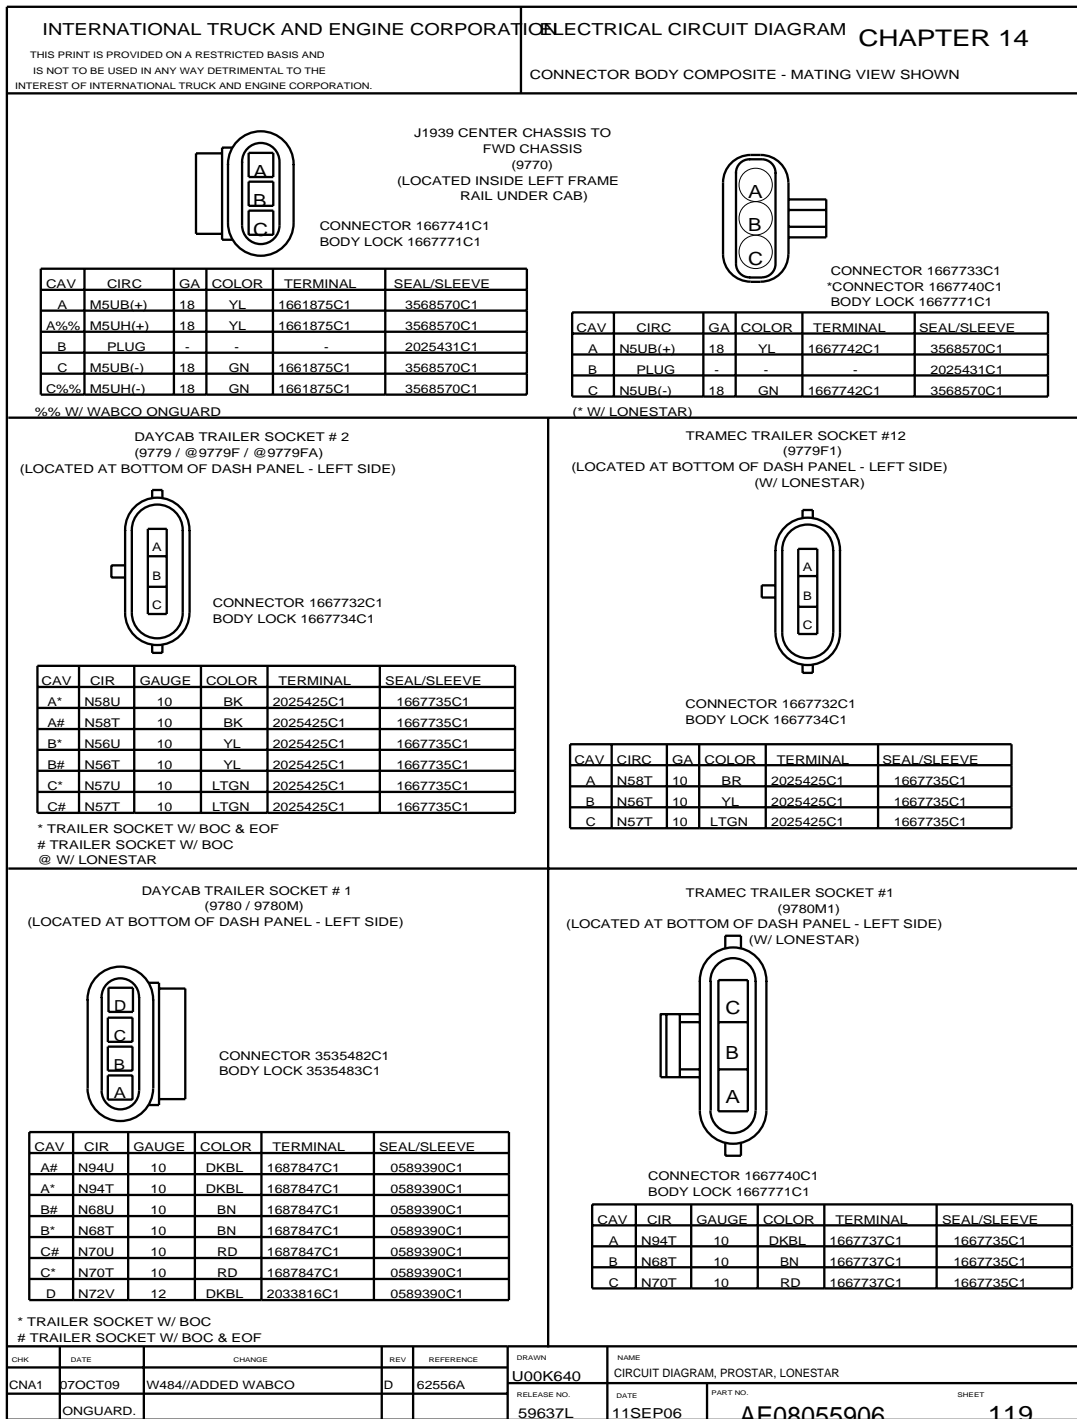 INTERNATIONAL TRUCK AND ENGINE CORPORATION
THIS PRINT IS PROVIDED ON A RESTRICTED BASIS AND
IS NOT TO BE USED IN ANY WAY DETRIMENTAL TO THE
INTEREST OF INTERNATIONAL TRUCK AND ENGINE CORPORATION.
ELECTRICAL CIRCUIT DIAGRAM CHAPTER 14
CONNECTOR BODY COMPOSITE - MATING VIEW SHOWN
J1939 CENTER CHASSIS TO
FWD CHASSIS
(9770)
(LOCATED INSIDE LEFT FRAME
RAIL UNDER CAB)
A
B
C
CONNECTOR 1667741C1
BODY LOCK 1667771C1
CAV CIRC GA COLOR TERMINAL SEAL/SLEEVE
A M5UB(+) 18 YL 1661875C1 3568570C1
A%% M5UH(+) 18 YL 1661875C1 3568570C1
B PLUG - - - 2025431C1
C M5UB(-) 18 GN 1661875C1 3568570C1
C%% M5UH(-) 18 GN 1661875C1 3568570C1
%% W/ WABCO ONGUARD
A
B
C
CONNECTOR 1667733C1
*CONNECTOR 1667740C1
BODY LOCK 1667771C1
CAV CIRC GA COLOR TERMINAL SEAL/SLEEVE
A N5UB(+) 18 YL 1667742C1 3568570C1
B PLUG - - - 2025431C1
C N5UB(-) 18 GN 1667742C1 3568570C1
(* W/ LONESTAR)
DAYCAB TRAILER SOCKET # 2
(9779 / @9779F / @9779FA)
(LOCATED AT BOTTOM OF DASH PANEL - LEFT SIDE)
A
B
C
CONNECTOR 1667732C1
BODY LOCK 1667734C1
CAV CIR GAUGE COLOR TERMINAL SEAL/SLEEVE
A* N58U 10 BK 2025425C1 1667735C1
A# N58T 10 BK 2025425C1 1667735C1
B* N56U 10 YL 2025425C1 1667735C1
B# N56T 10 YL 2025425C1 1667735C1
C* N57U 10 LTGN 2025425C1 1667735C1
C# N57T 10 LTGN 2025425C1 1667735C1
* TRAILER SOCKET W/ BOC & EOF
# TRAILER SOCKET W/ BOC
@ W/ LONESTAR
TRAMEC TRAILER SOCKET #12
(9779F1)
(LOCATED AT BOTTOM OF DASH PANEL - LEFT SIDE)
(W/ LONESTAR)
A
B
C
CONNECTOR 1667732C1
BODY LOCK 1667734C1
CAV CIRC GA COLOR TERMINAL SEAL/SLEEVE
A N58T 10 BR 2025425C1 1667735C1
B N56T 10 YL 2025425C1 1667735C1
C N57T 10 LTGN 2025425C1 1667735C1
DAYCAB TRAILER SOCKET # 1
(9780 / 9780M)
(LOCATED AT BOTTOM OF DASH PANEL - LEFT SIDE)
D
C
B
A
CONNECTOR 3535482C1
BODY LOCK 3535483C1
CAV CIR GAUGE COLOR TERMINAL SEAL/SLEEVE
A# N94U 10 DKBL 1687847C1 0589390C1
A* N94T 10 DKBL 1687847C1 0589390C1
B# N68U 10 BN 1687847C1 0589390C1
B* N68T 10 BN 1687847C1 0589390C1
C# N70U 10 RD 1687847C1 0589390C1
C* N70T 10 RD 1687847C1 0589390C1
D N72V 12 DKBL 2033816C1 0589390C1
* TRAILER SOCKET W/ BOC
# TRAILER SOCKET W/ BOC & EOF
TRAMEC TRAILER SOCKET #1
(9780M1)
(LOCATED AT BOTTOM OF DASH PANEL - LEFT SIDE)
(W/ LONESTAR)
C
B
A
CONNECTOR 1667740C1
BODY LOCK 1667771C1
CAV CIR GAUGE COLOR TERMINAL SEAL/SLEEVE
A N94T 10 DKBL 1667737C1 1667735C1
B N68T 10 BN 1667737C1 1667735C1
C N70T 10 RD 1667737C1 1667735C1
CHK DATE CHANGE REV REFERENCE
CNA1 07OCT09 W484//ADDED WABCO D 62556A
ONGUARD.
DRAWN
U00K640
NAME
CIRCUIT DIAGRAM, PROSTAR, LONESTAR
RELEASE NO.
59637L
DATE
11SEP06
PART NO.
AE08055906
SHEET
119